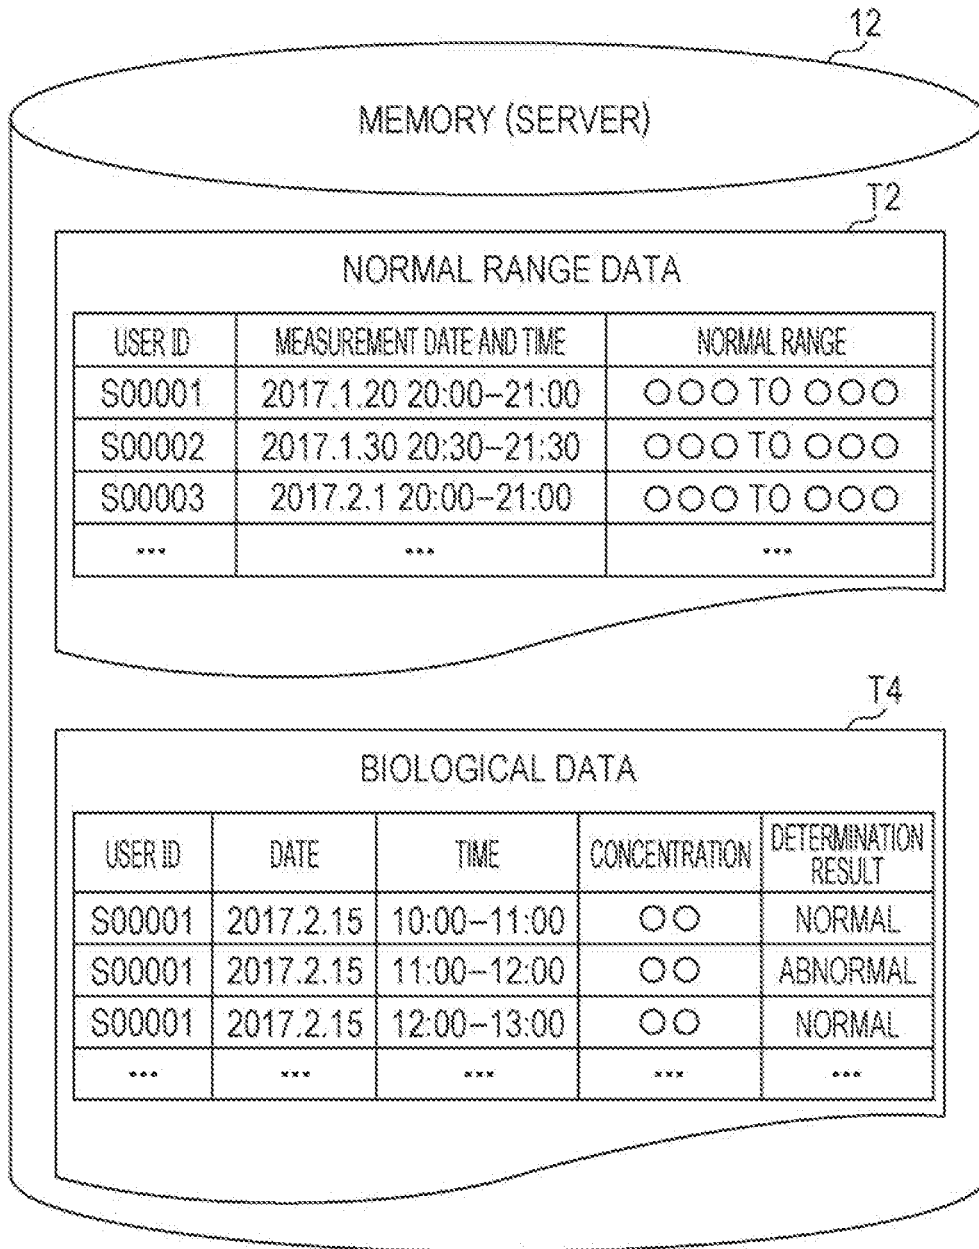 12
MEMORY (SERVER)
T2
NORMAL RANGE DATA
USER ID MEASUREMENT DATE AND TIME NORMAL RANGE
S00001 2017.1.20 20:00–21:00 ○○○ TO ○○○
S00002 2017.1.30 20:30–21:30 ○○○ TO ○○○
S00003 2017.2.1 20:00–21:00 ○○○ TO ○○○
... ... ...
T4
BIOLOGICAL DATA
USER ID DATE TIME CONCENTRATION DETERMINATION
RESULT
S00001 2017.2.15 10:00–11:00 ○○ NORMAL
S00001 2017.2.15 11:00–12:00 ○○ ABNORMAL
S00001 2017.2.15 12:00–13:00 ○○ NORMAL
... ... ... ... ...